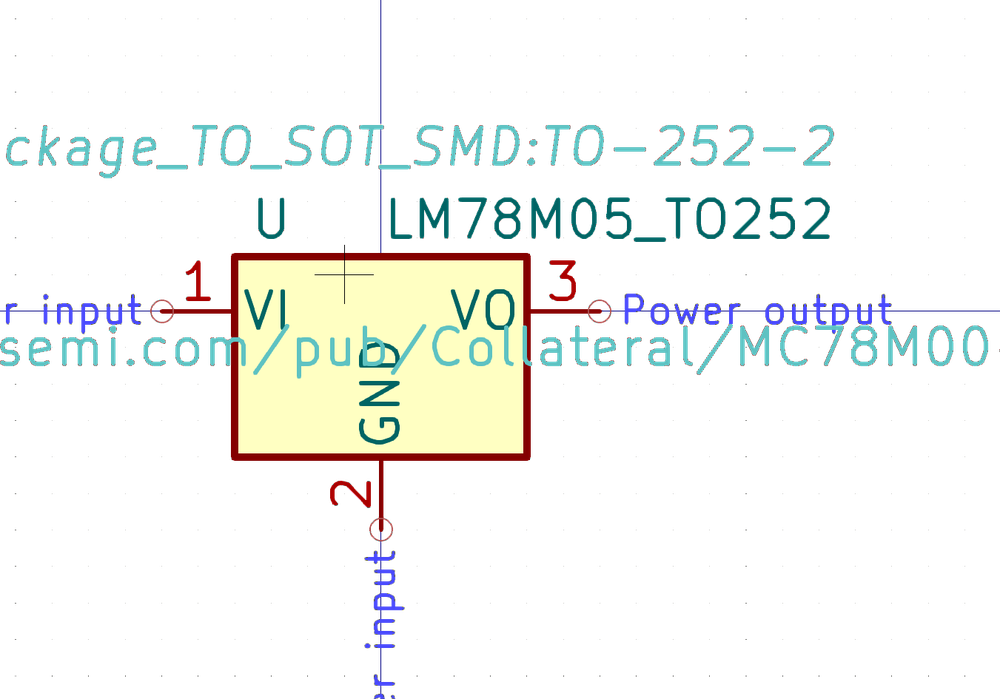 ckage_TO_SOT_SMD:TO-252-2
U LM78M05_TO252
1 3
r input VI VO Power output
semi.com/pub/Collateral/MC78M00
GND
2
er input